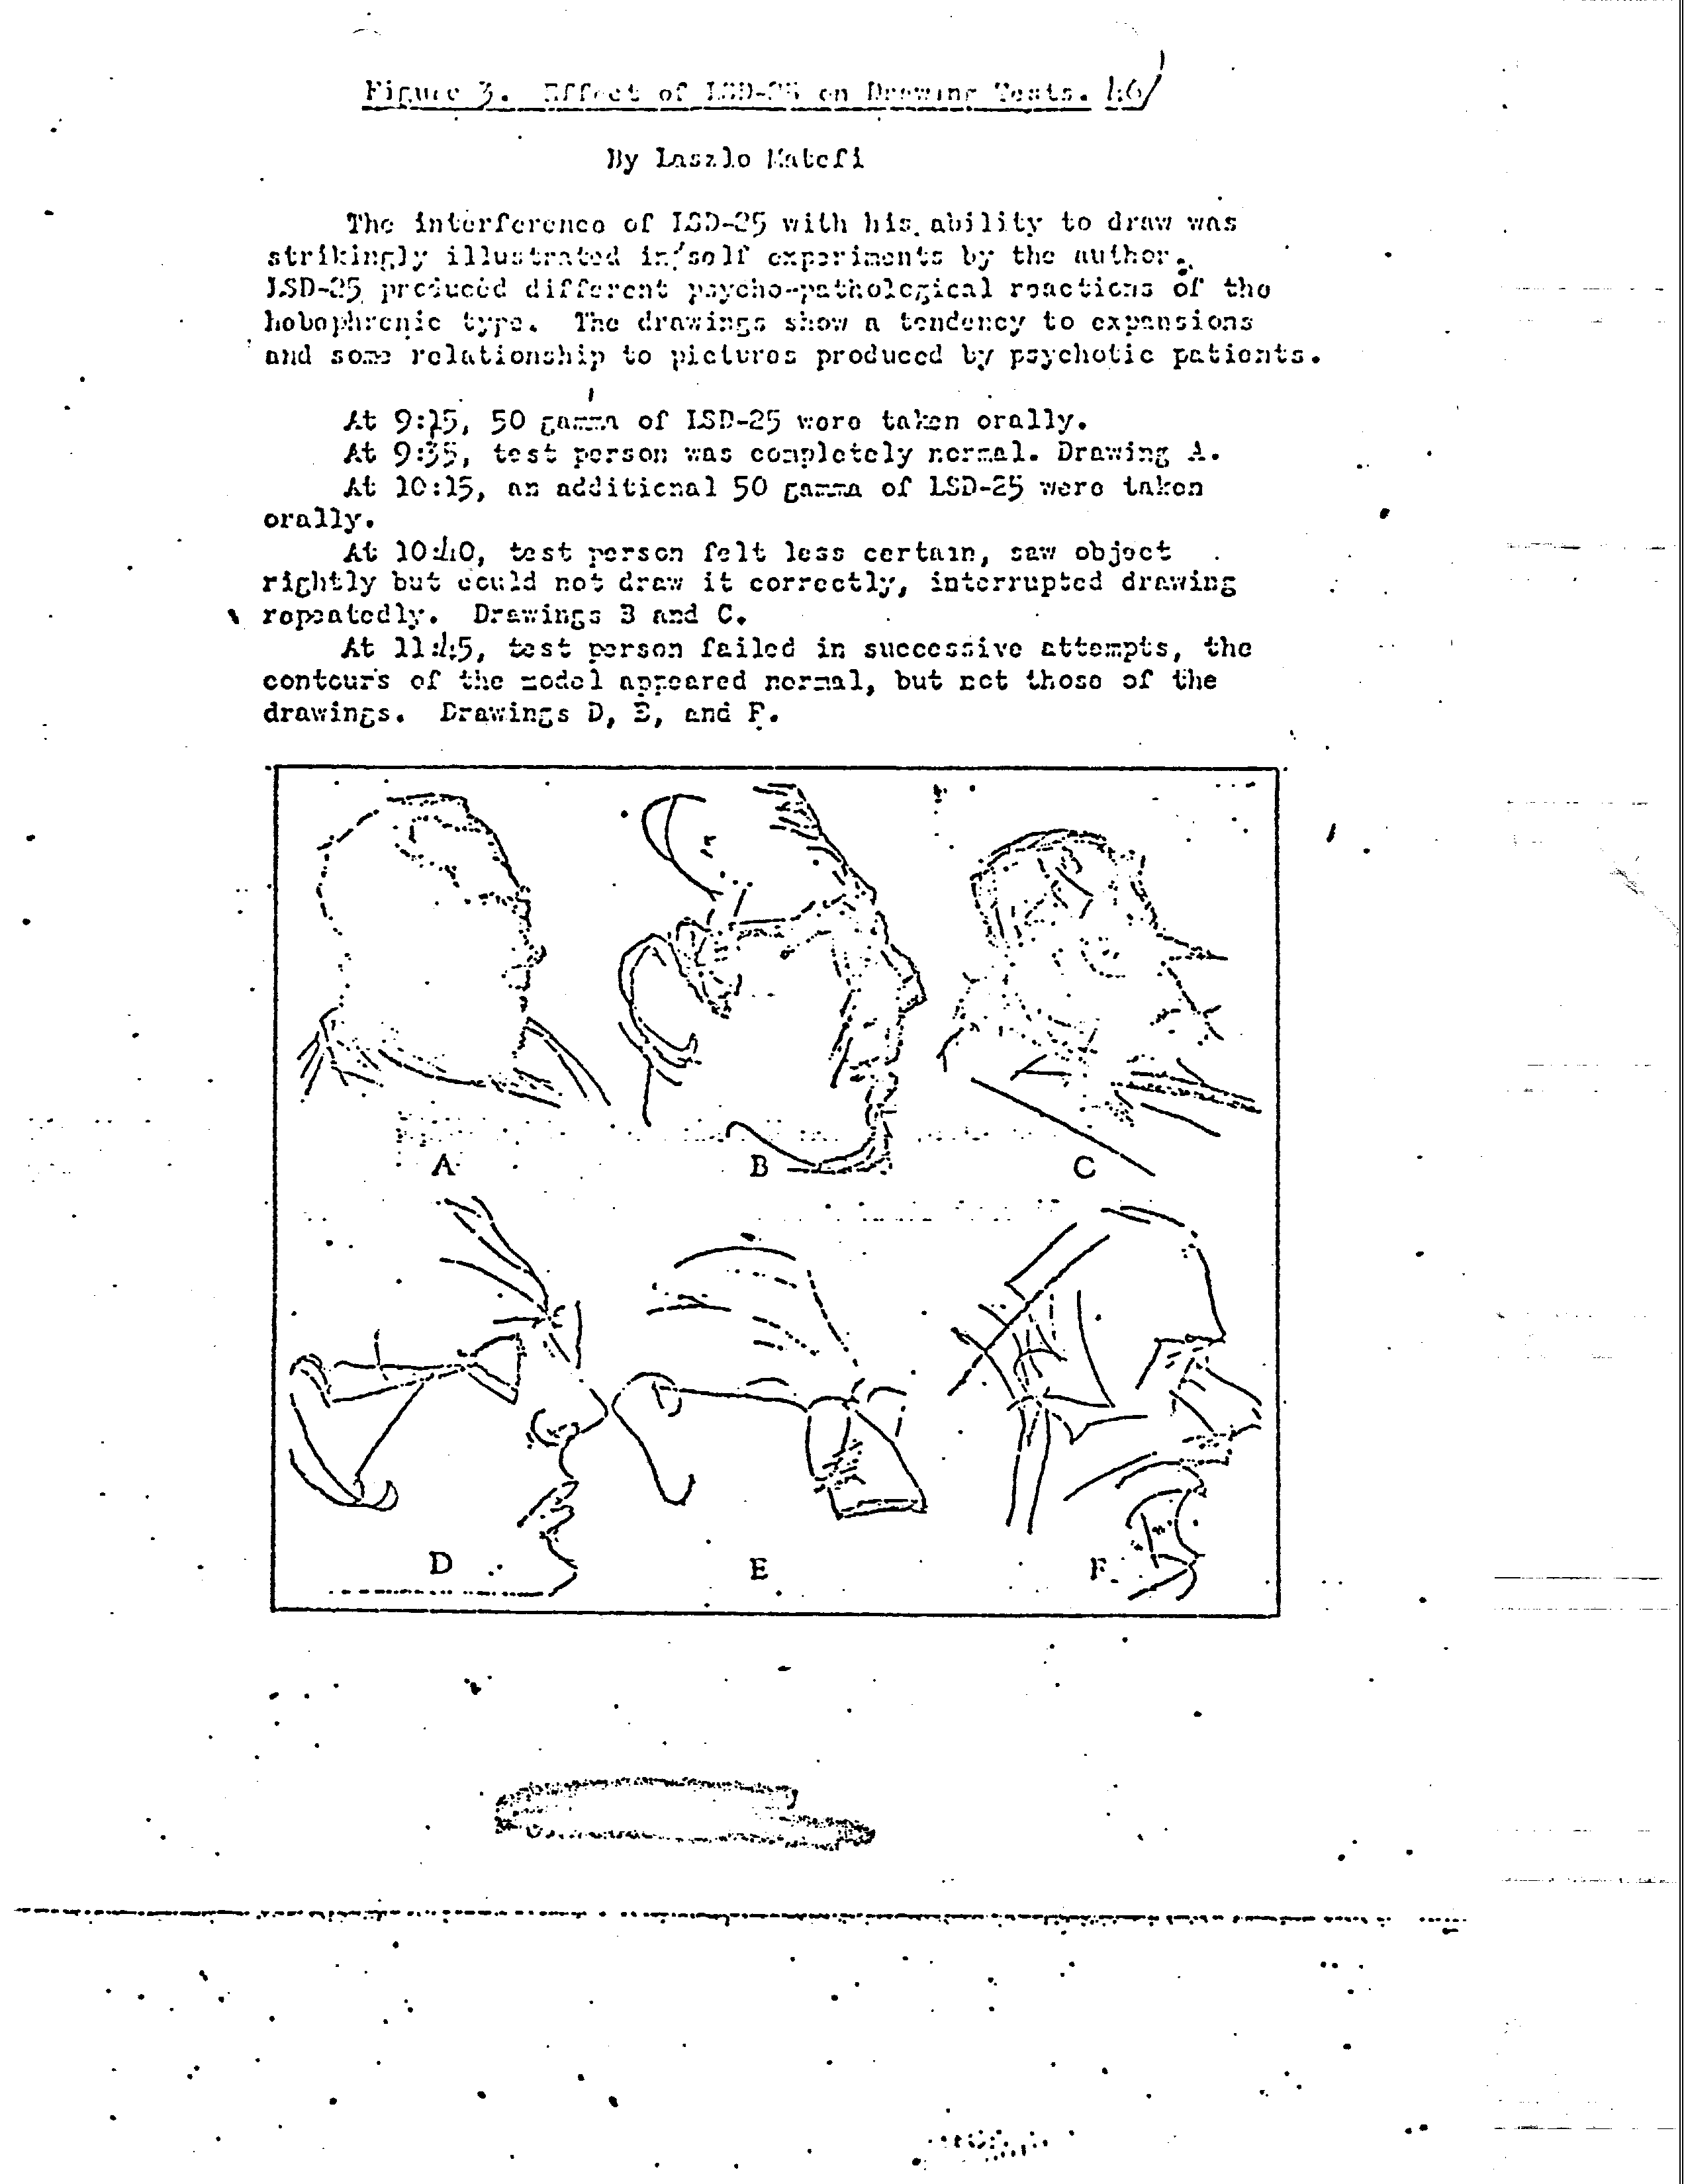 Figure 3. Effect of LSD-25 on Drawing Tests. 46/
By Laszlo Matefi
The interference of LSD-25 with his ability to draw was
strikingly illustrated in self experiments by the author.
LSD-25 produced different psycho-pathological reactions of the
hebephrenic type. The drawings show a tendency to expansions
and some relationship to pictures produced by psychotic patients.
At 9:15, 50 gamma of LSD-25 were taken orally.
At 9:35, test person was completely normal. Drawing A.
At 10:15, an additional 50 gamma of LSD-25 were taken
orally.
At 10:40, test person felt less certain, saw object
rightly but could not draw it correctly, interrupted drawing
repeatedly. Drawings B and C.
At 11:45, test person failed in successive attempts, the
contours of the model appeared normal, but not those of the
drawings. Drawings D, E, and F.
A B C
D E F